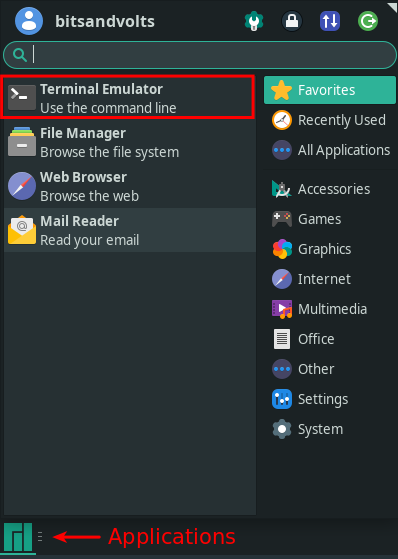 bitsandvolts
Terminal Emulator
Use the command line
File Manager
Browse the file system
Web Browser
Browse the web
Mail Reader
Read your email
Favorites
Recently Used
All Applications
Accessories
Games
Graphics
Internet
Multimedia
Office
Other
Settings
System
Applications